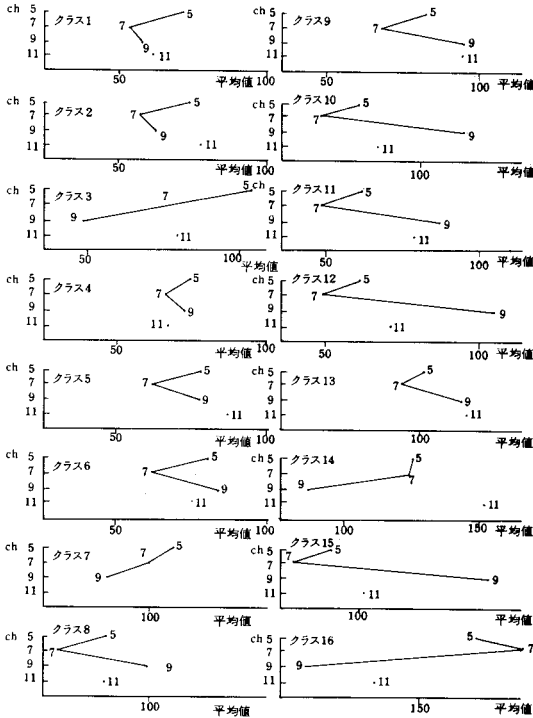 ch 5 クラス1 5
7 7
9 9
11 11
50 平均値 100
ch 5 クラス2 5
7 7
9 9
11 11
50 平均値 100
ch 5 クラス3 5
7 7
9 9
11 11
50 100 平均値
ch 5 クラス4 5
7 7
9 9
11 11
50 平均値 100
ch 5 クラス5 5
7 7
9 9
11 11
50 平均値 100
ch 5 クラス6 5
7 7
9 9
11 11
50 平均値 100
ch 5 クラス7 5
7 7
9 9
11
100 平均値
ch 5 クラス8 5
7 7
9 9
11 11
100 平均値
5 クラス9 5
7 7
9 9
11 11
50 100 平均値
5 クラス10 5
7 7
9 9
11 11
100 平均値
ch 5 クラス11 5
7 7
9 9
11 11
50 100 平均値
5 クラス12 5
7 7
9 9
11 11
50 100 平均値
5 クラス13 5
7 7
9 9
11 11
100 平均値
5 クラス14 5
7 7
9 9
11 11
100 150 平均値
5 クラス15 5
7 7
9 9
11 11
100 平均値
5 クラス16 5
7 7
9 9
11 11
150 平均値